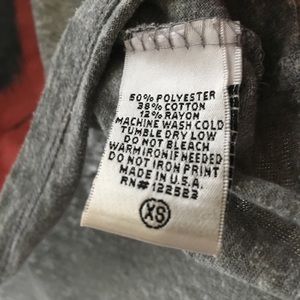 50% POLYESTER
38% COTTON
12% RAYON
MACHINE WASH COLD
TUMBLE DRY LOW
DO NOT BLEACH
WARM IRON IF NEEDED
DO NOT IRON PRINT
MADE IN U.S.A.
RN# 122523
XS